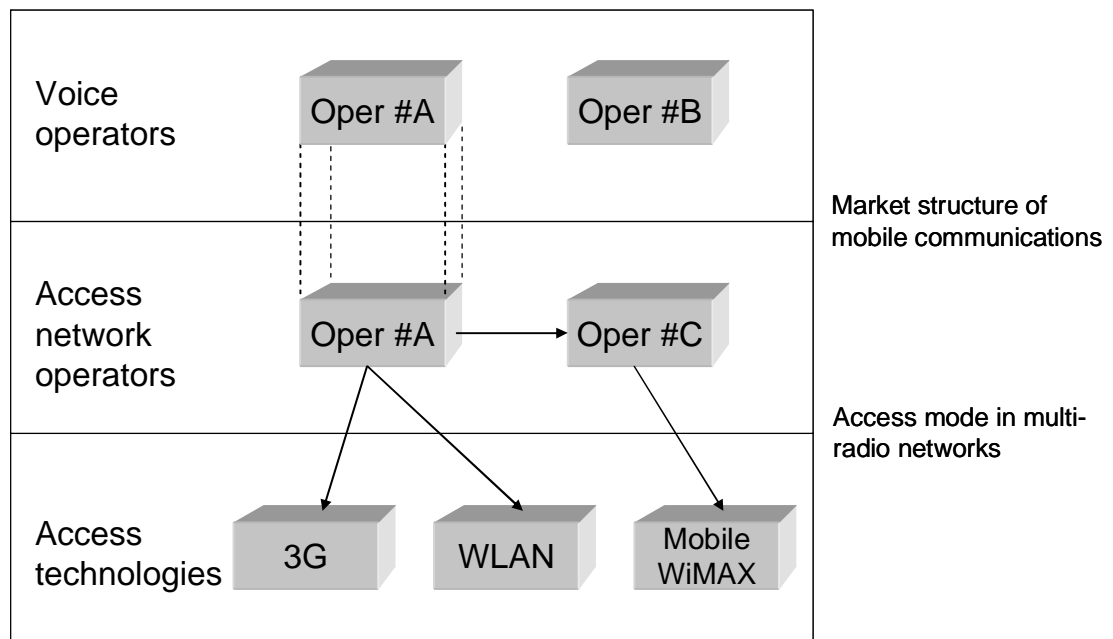 Voice
operators
Oper #A
Oper #B
Market structure of
mobile communications
Access
network
operators
Oper #A
Oper #C
Access mode in multi-
radio networks
Access
technologies
3G
WLAN
Mobile
WiMAX